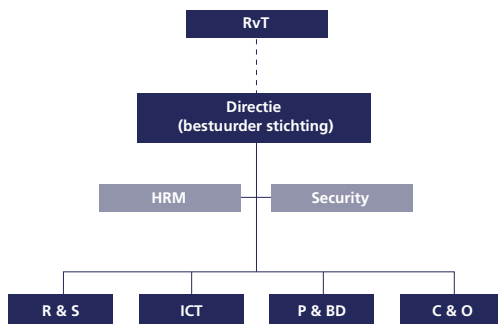 RvT
Directie
(bestuurder stichting)
HRM
Security
R & S
ICT
P & BD
C & O